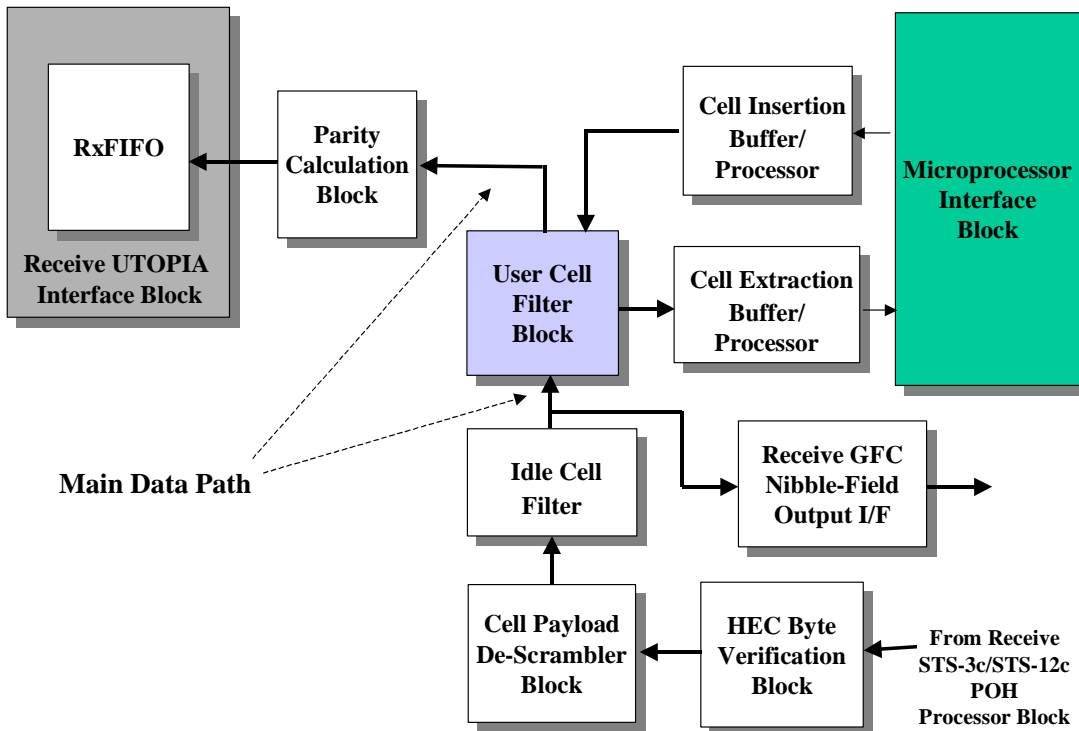 RxFIFO
Receive UTOPIA
Interface Block
Parity
Calculation
Block
Cell Insertion
Buffer/
Processor
Microprocessor
Interface
Block
User Cell
Filter
Block
Cell Extraction
Buffer/
Processor
Main Data Path
Idle Cell
Filter
Receive GFC
Nibble-Field
Output I/F
Cell Payload
De-Scrambler
Block
HEC Byte
Verification
Block
From Receive
STS-3c/STS-12c
POH
Processor Block